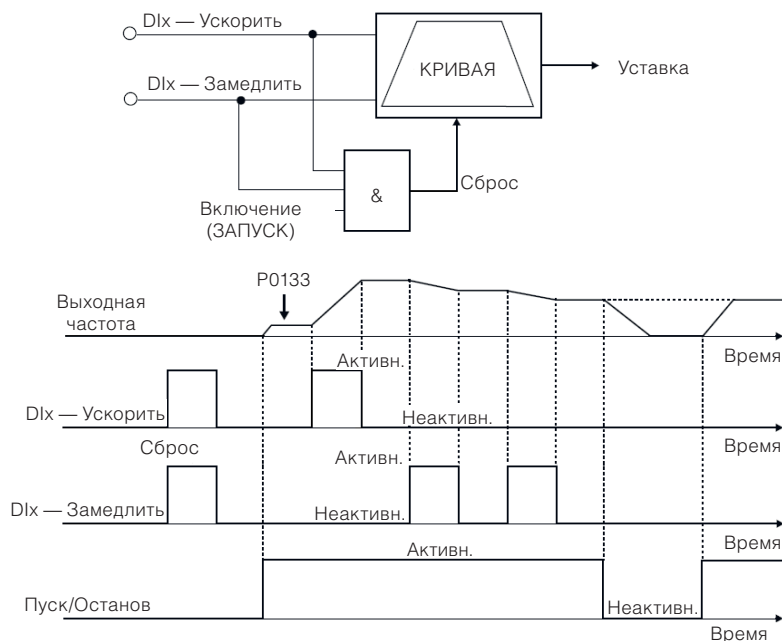 DIx — Ускорить
КРИВАЯ
Уставка
DIx — Замедлить
Сброс
&
Включение
(ЗАПУСК)
P0133
Выходная
частота
Время
Активн.
DIx — Ускорить
Неактивн.
Время
Сброс
Активн.
DIx — Замедлить
Неактивн.
Время
Активн.
Пуск/Останов
Неактивн.
Время